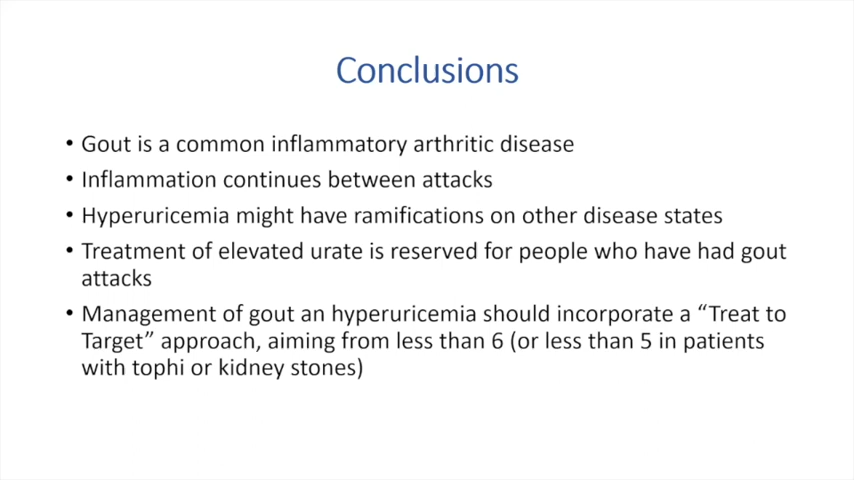 Conclusions
• Gout is a common inflammatory arthritic disease
• Inflammation continues between attacks
• Hyperuricemia might have ramifications on other disease states
• Treatment of elevated urate is reserved for people who have had gout
attacks
• Management of gout an hyperuricemia should incorporate a “Treat to
Target” approach, aiming from less than 6 (or less than 5 in patients
with tophi or kidney stones)